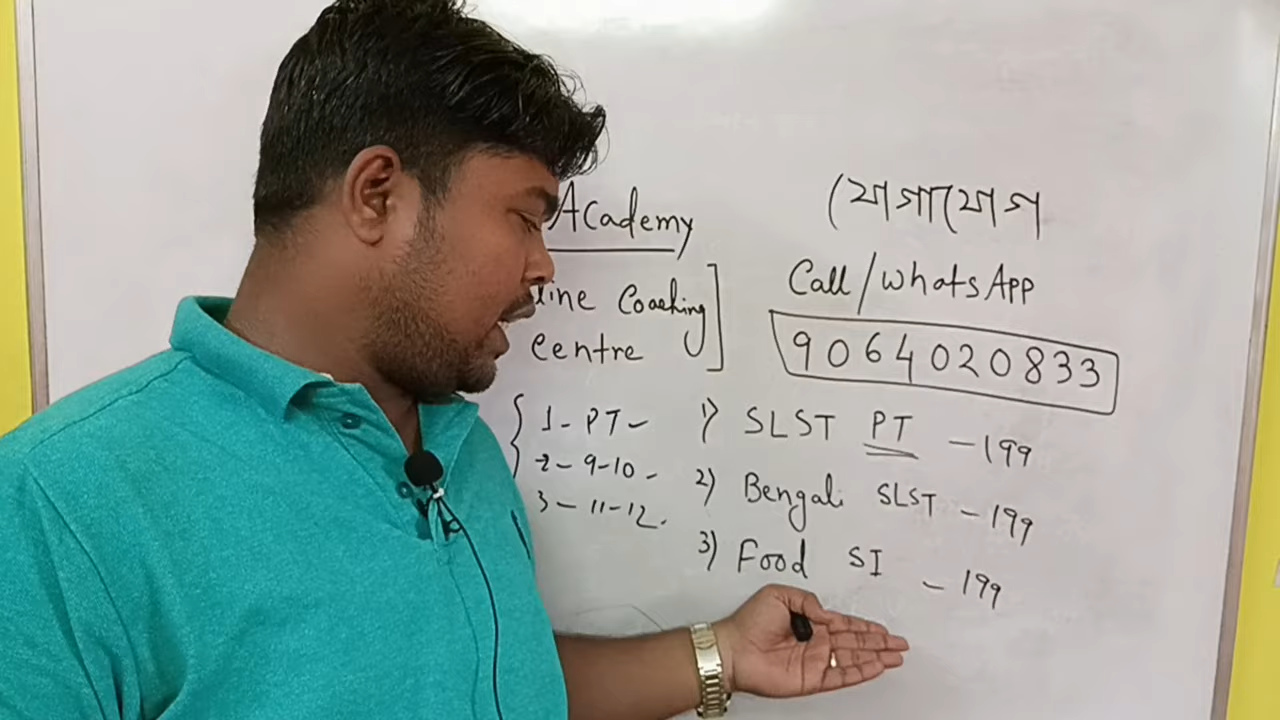 Academy
line Coaching
Centre
1 - PT -
2 - 9-10 -
3 - 11-12.
যোগাযোগ
Call/WhatsApp
9064020833
1) SLST PT - 199
2) Bengali SLST - 199
3) Food SI - 199